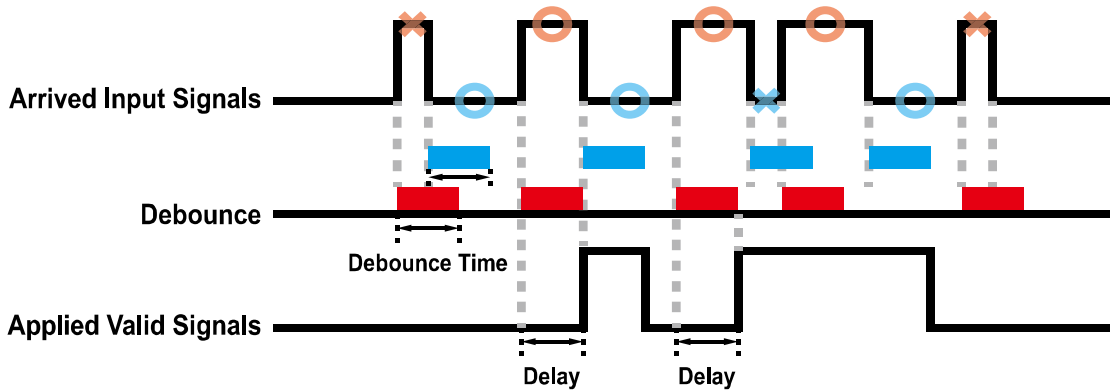 Arrived Input Signals
Debounce
Debounce Time
Applied Valid Signals
Delay
Delay